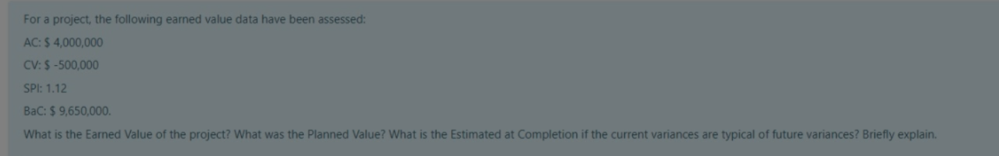 For a project, the following earned value data have been assessed:
AC: $ 4,000,000
CV: $ -500,000
SPI: 1.12
BaC: $ 9,650,000.
What is the Earned Value of the project? What was the Planned Value? What is the Estimated at Completion if the current variances are typical of future variances? Briefly explain.